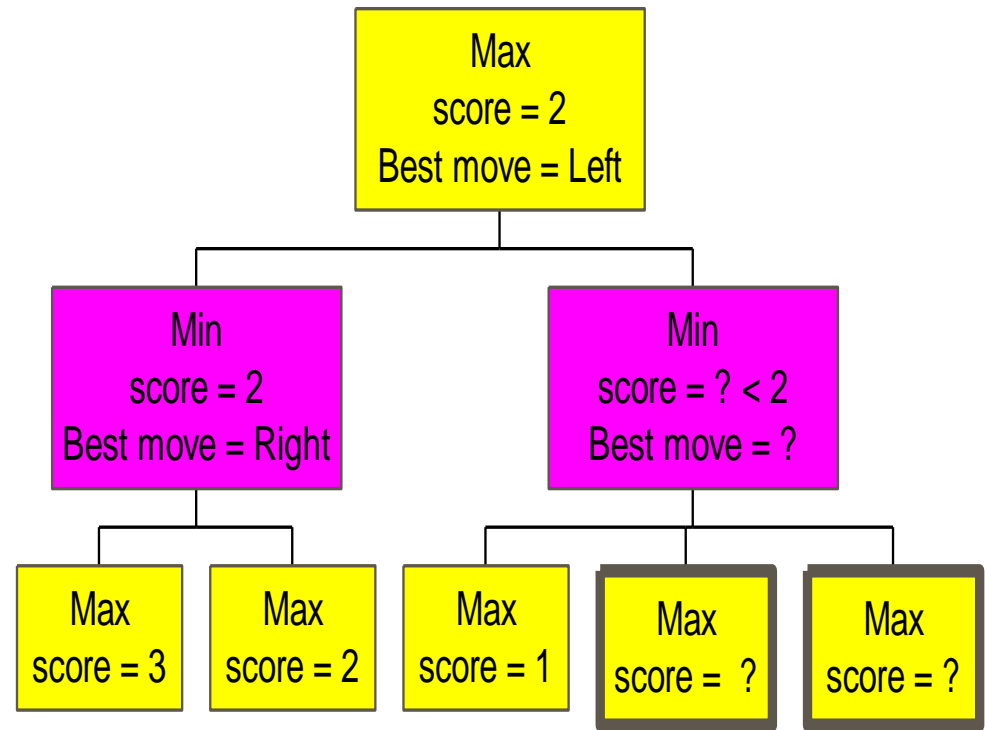 Max
score = 2
Best move = Left
Min
score = 2
Best move = Right
Min
score = ? < 2
Best move = ?
Max
score = 3
Max
score = 2
Max
score = 1
Max
score =  ?
Max
score = ?